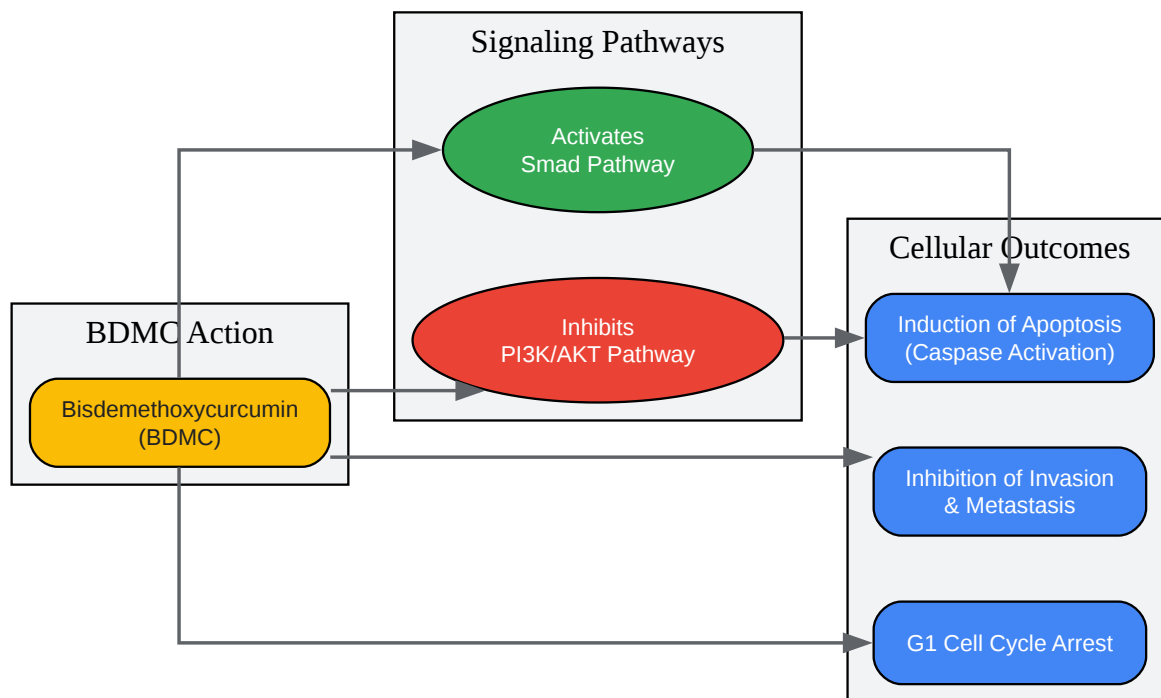 Signaling Pathways
Activates
Smad Pathway
Inhibits
PI3K/AKT Pathway
BDMC Action
Bisdemethoxycurcumin
(BDMC)
Cellular Outcomes
Induction of Apoptosis
(Caspase Activation)
Inhibition of Invasion
& Metastasis
G1 Cell Cycle Arrest